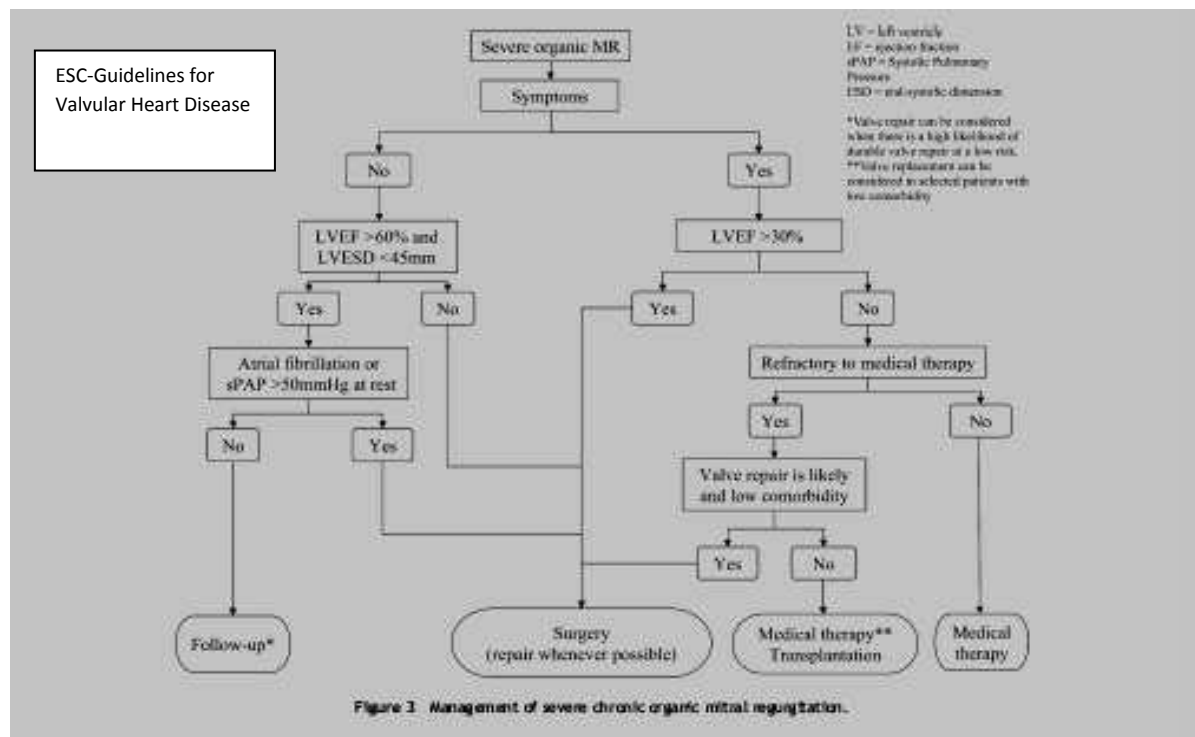 ESC-Guidelines for
Valvular Heart Disease
Severe organic MR
LV = left ventricle
EF = ejection fraction
sPAP = Systolic Pulmonary
Pressure
ESD = end-systolic dimension
*Valve repair can be considered
when there is a high likelihood of
durable valve repair at a low risk.
**Valve replacement can be
considered in selected patients with
low comorbidity
Symptoms
No
Yes
LVEF >60% and
LVESD <45mm
LVEF >30%
Yes
No
Yes
No
Atrial fibrillation or
sPAP >50mmHg at rest
Refractory to medical therapy
No
Yes
Yes
No
Valve repair is likely
and low comorbidity
Yes
No
Follow-up*
Surgery
(repair whenever possible)
Medical therapy**
Transplantation
Medical
therapy
Figure 3 Management of severe chronic organic mitral regurgitation.